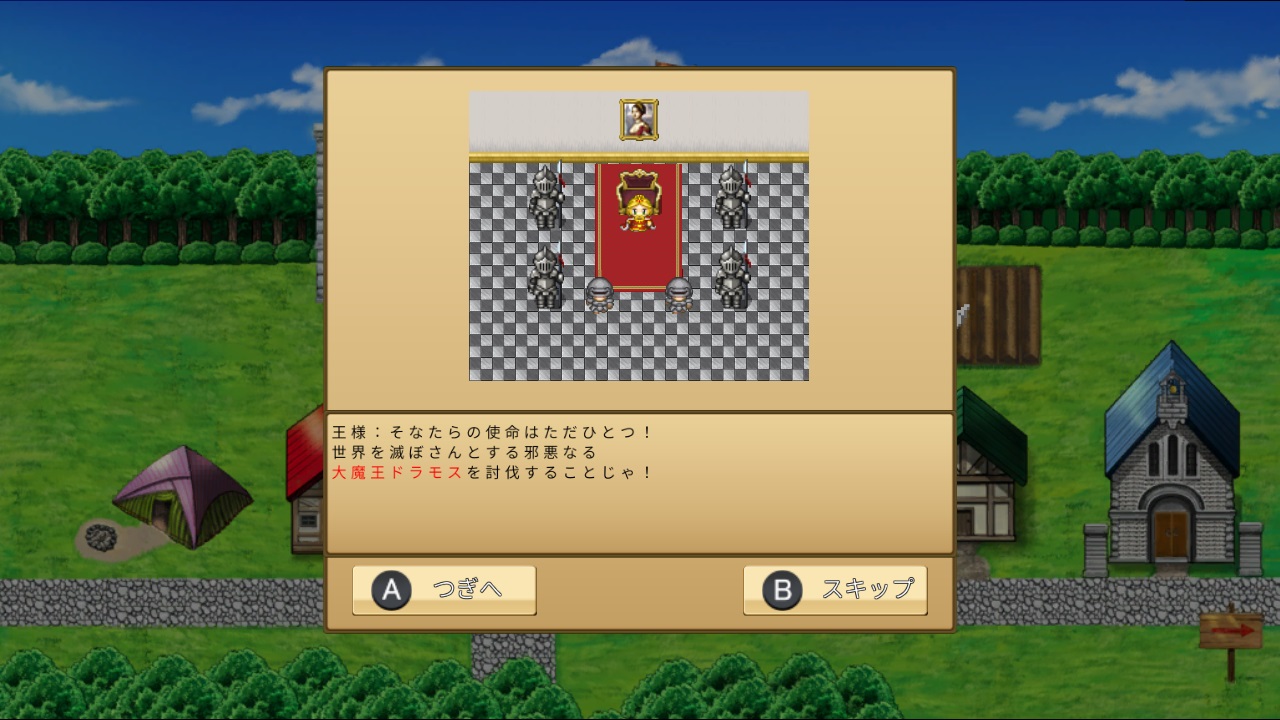 王様：そなたらの使命はただひとつ！
世界を滅ぼさんとする邪悪なる
大魔王ドラモスを討伐することじゃ！
A つぎへ
B スキップ